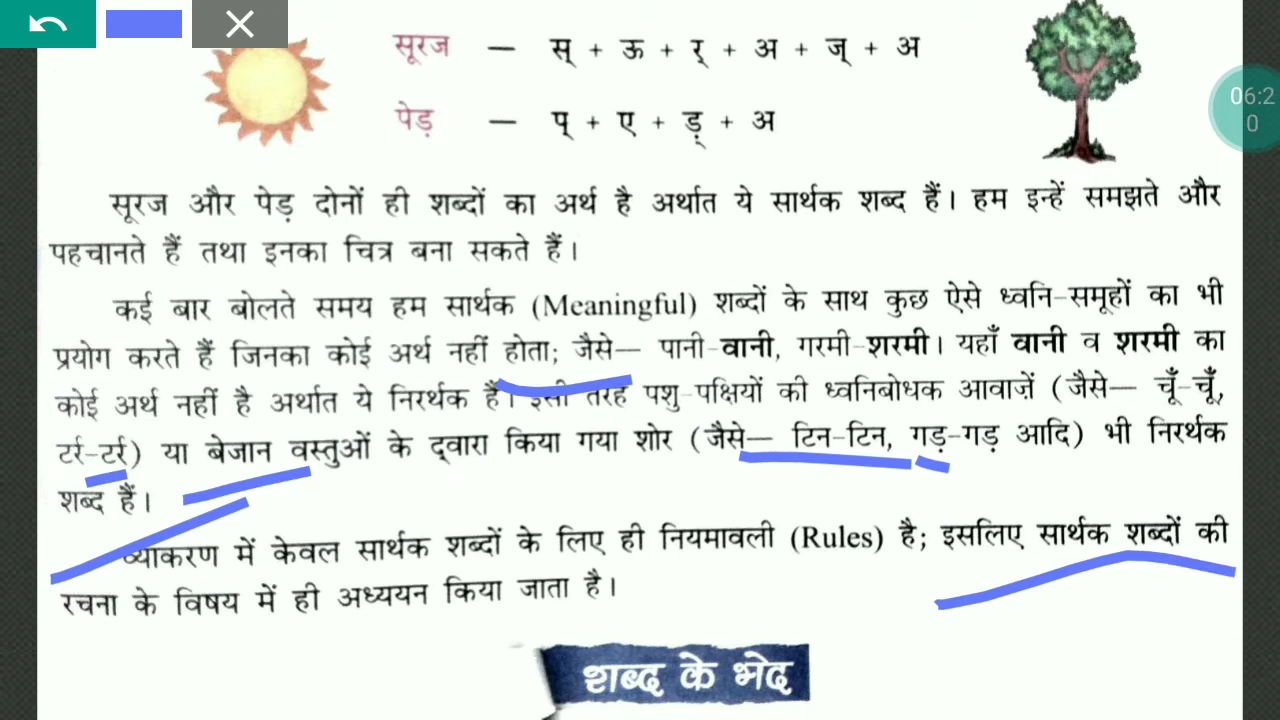 सूरज — स् + ऊ + र् + अ + ज् + अ
06:20
पेड़ — प् + ए + ड़् + अ
सूरज और पेड़ दोनों ही शब्दों का अर्थ है अर्थात ये सार्थक शब्द हैं। हम इन्हें समझते और
पहचानते हैं तथा इनका चित्र बना सकते हैं।
कई बार बोलते समय हम सार्थक (Meaningful) शब्दों के साथ कुछ ऐसे ध्वनि-समूहों का भी
प्रयोग करते हैं जिनका कोई अर्थ नहीं होता; जैसे— पानी-वानी, गरमी-शरमी। यहाँ वानी व शरमी का
कोई अर्थ नहीं है अर्थात ये निरर्थक हैं। इसी तरह पशु-पक्षियों की ध्वनिबोधक आवाज़ें (जैसे— चूँ-चूँ,
टर्र-टर्र) या बेजान वस्तुओं के द्वारा किया गया शोर (जैसे— टिन-टिन, गड़-गड़ आदि) भी निरर्थक
शब्द हैं।
व्याकरण में केवल सार्थक शब्दों के लिए ही नियमावली (Rules) है; इसलिए सार्थक शब्दों की
रचना के विषय में ही अध्ययन किया जाता है।
शब्द के भेद